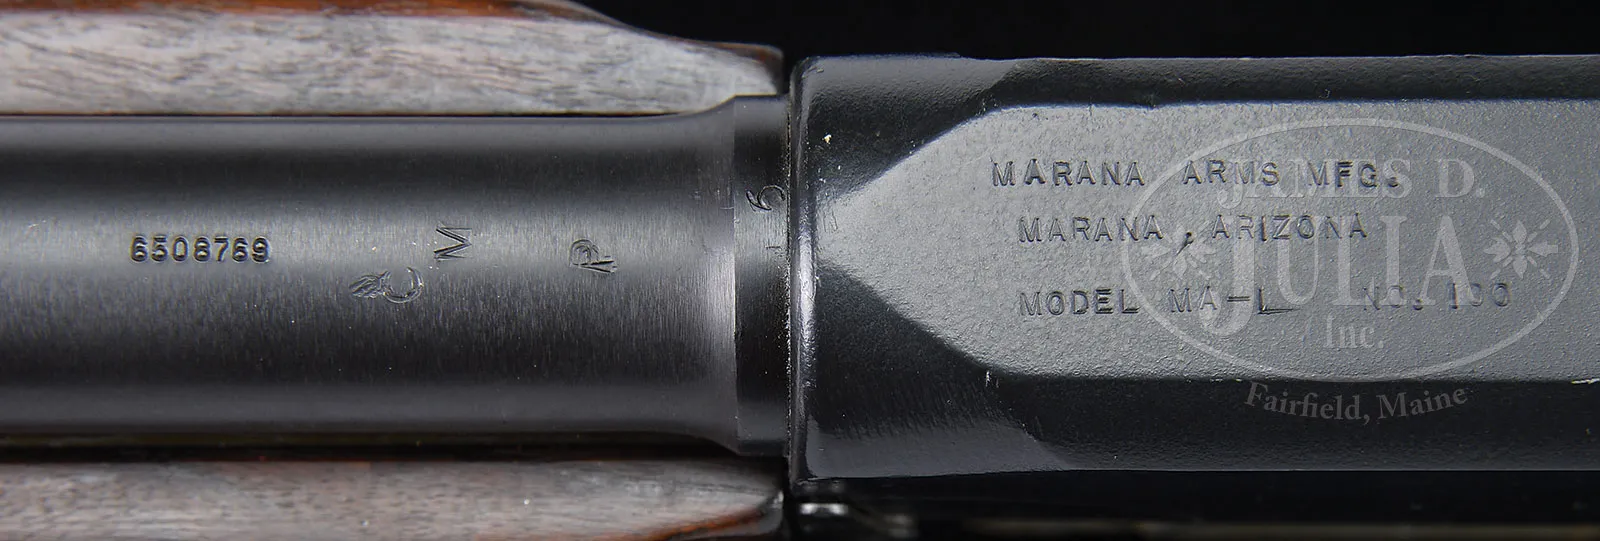 6508769
M
P
5
MARANA ARMS MFG.
MARANA, ARIZONA
MODEL MA-L NO. 100
JAMES D.
JULIA
Inc.
Fairfield, Maine